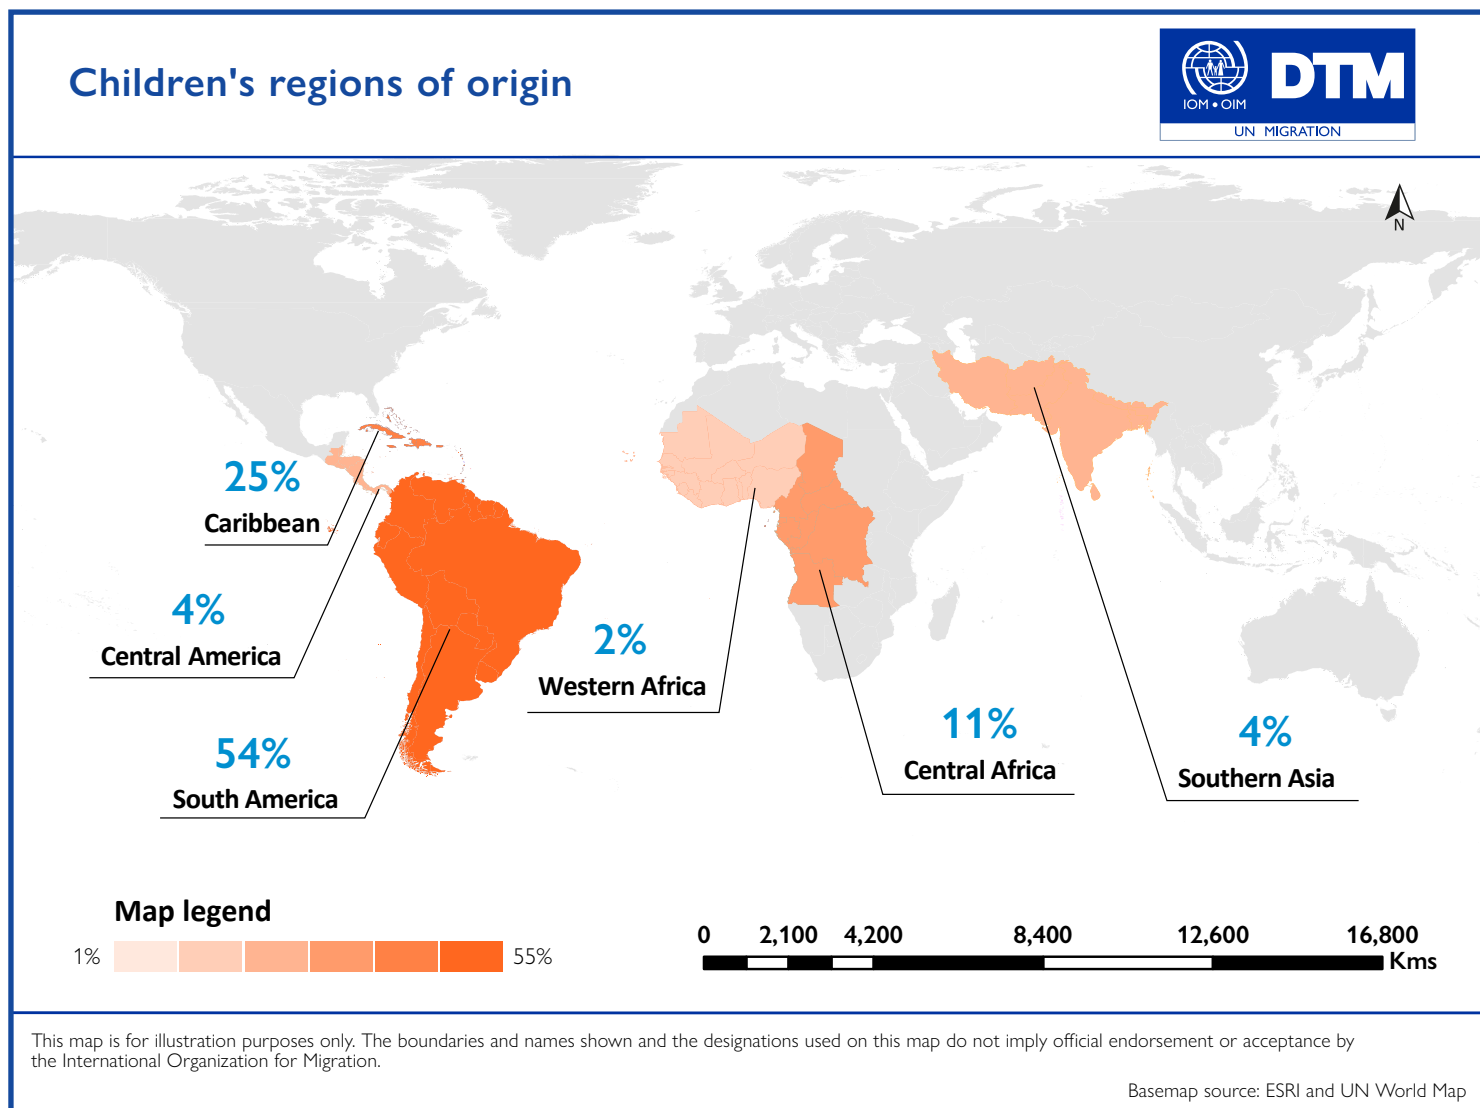 Children's regions of origin
IOM • OIM
DTM
UN MIGRATION
N
25%
Caribbean
4%
Central America
54%
South America
2%
Western Africa
11%
Central Africa
4%
Southern Asia
Map legend
1%
55%
0 2,100 4,200 8,400 12,600 16,800
Kms
This map is for illustration purposes only. The boundaries and names shown and the designations used on this map do not imply official endorsement or acceptance by
the International Organization for Migration.
Basemap source: ESRI and UN World Map